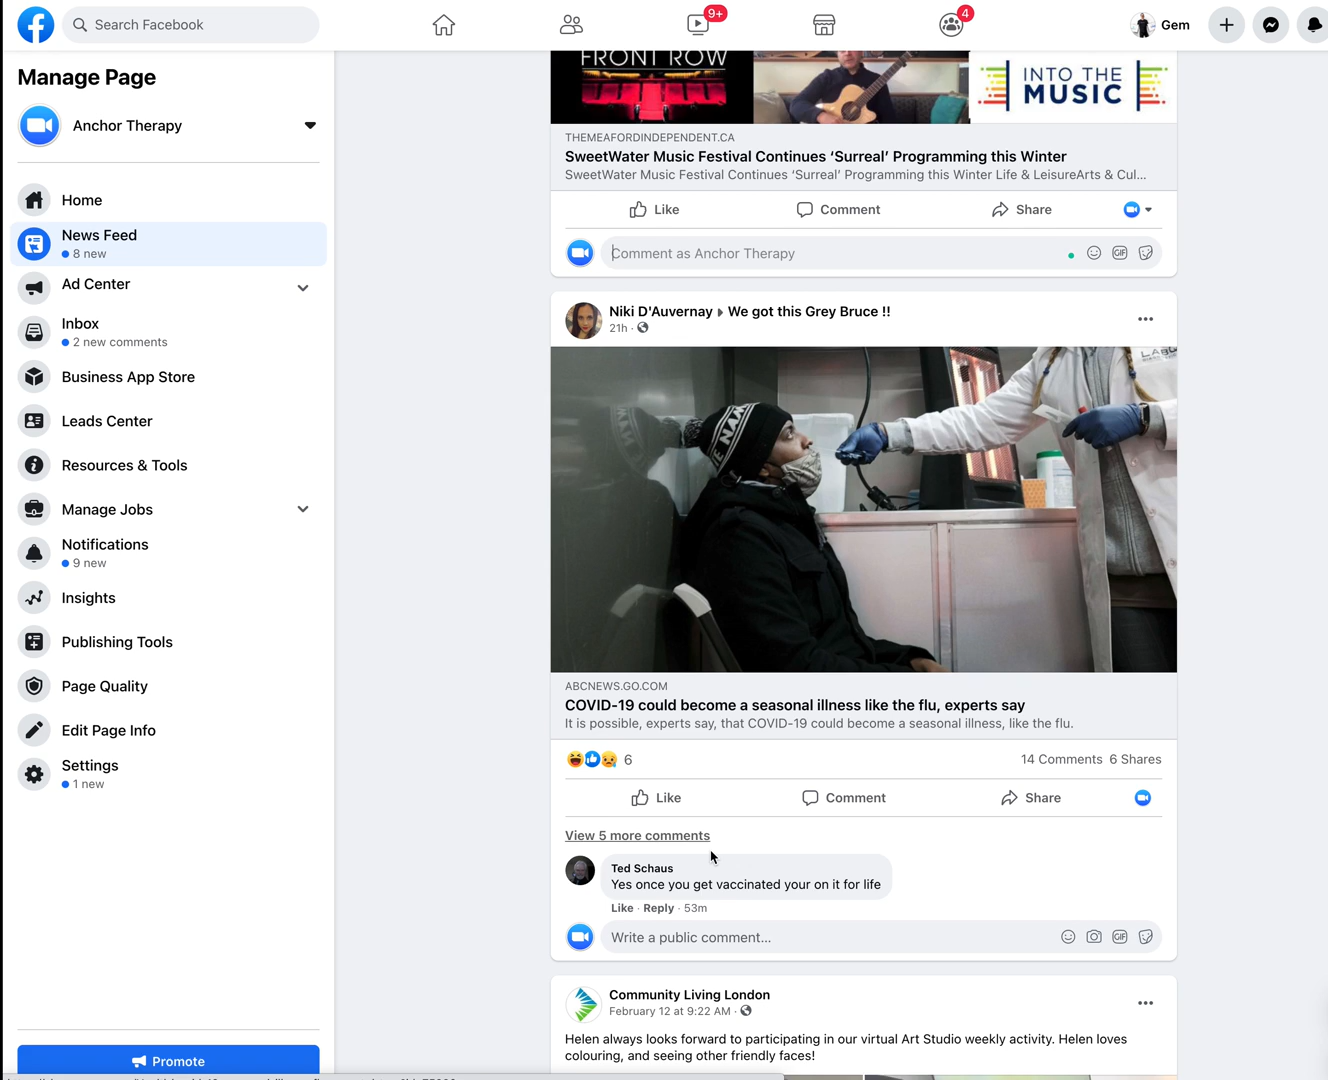 Search Facebook
9+
4
Gem
Manage Page
Anchor Therapy
Home
News Feed
8 new
Ad Center
Inbox
2 new comments
Business App Store
Leads Center
Resources & Tools
Manage Jobs
Notifications
9 new
Insights
Publishing Tools
Page Quality
Edit Page Info
Settings
1 new
Promote
FRONT ROW
INTO THE
MUSIC
THEMEAFORDINDEPENDENT.CA
SweetWater Music Festival Continues ‘Surreal’ Programming this Winter
SweetWater Music Festival Continues ‘Surreal’ Programming this Winter Life & LeisureArts & Cul...
Like Comment Share
Comment as Anchor Therapy
GIF
Niki D'Auvernay ▸ We got this Grey Bruce !!
21h ·
ABCNEWS.GO.COM
COVID-19 could become a seasonal illness like the flu, experts say
It is possible, experts say, that COVID-19 could become a seasonal illness, like the flu.
6 14 Comments 6 Shares
Like Comment Share
View 5 more comments
Ted Schaus
Yes once you get vaccinated your on it for life
Like · Reply · 53m
Write a public comment...
GIF
Community Living London
February 12 at 9:22 AM ·
Helen always looks forward to participating in our virtual Art Studio weekly activity. Helen loves
colouring, and seeing other friendly faces!